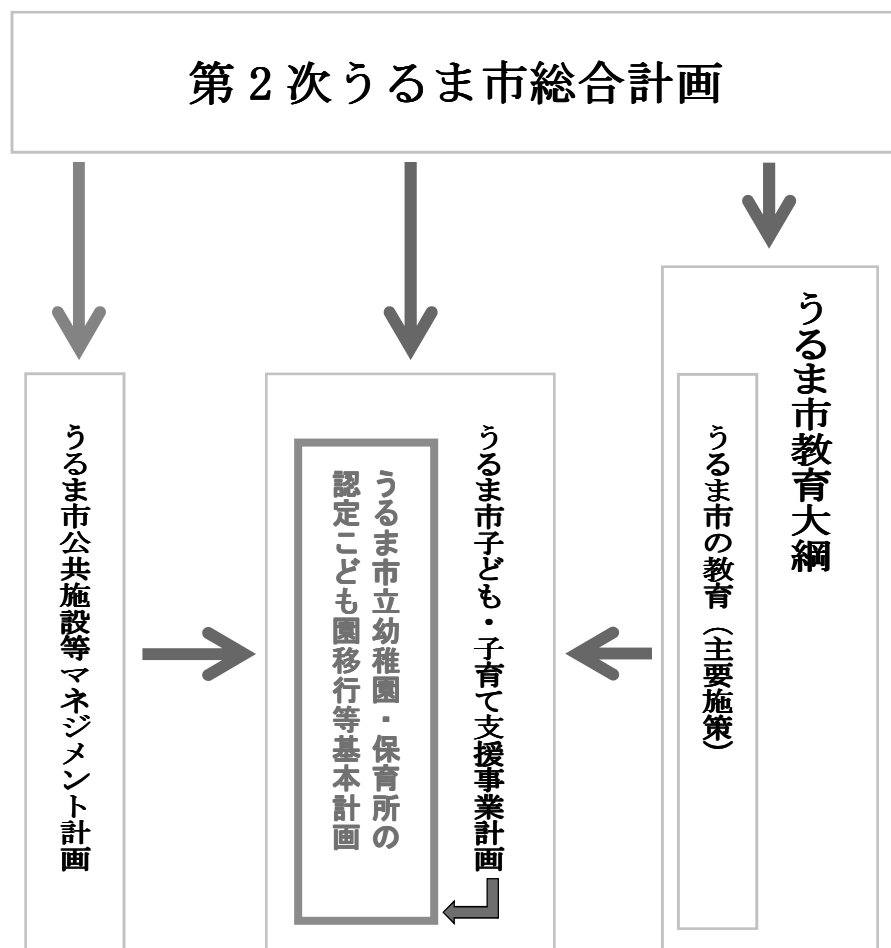 第２次うるま市総合計画
うるま市教育大綱
うるま市の教育（主要施策）
うるま市子ども・子育て支援事業計画
うるま市立幼稚園・保育所の
認定こども園移行等基本計画
うるま市公共施設等マネジメント計画